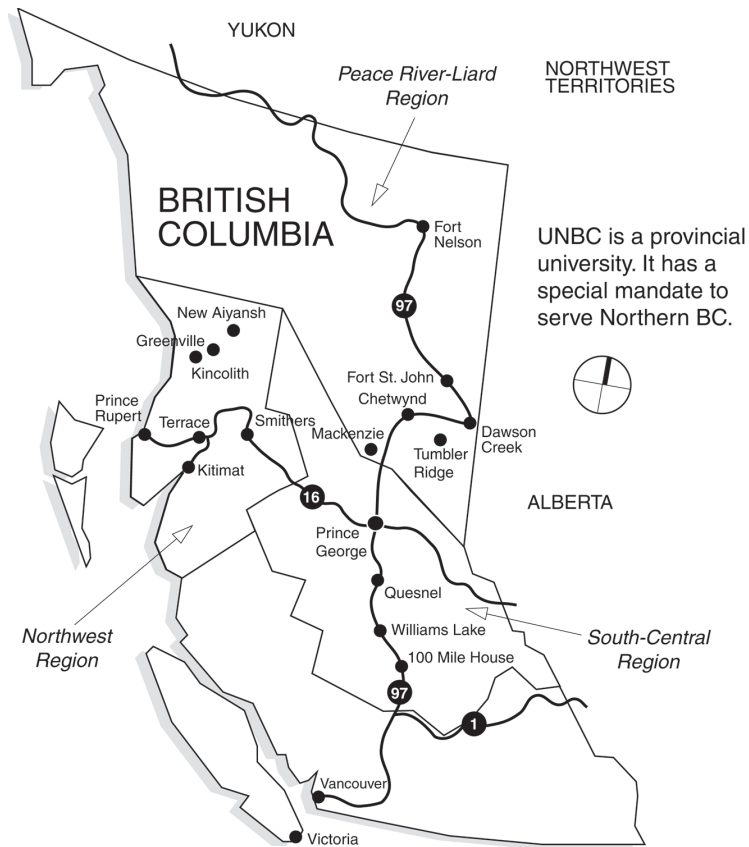 YUKON
Peace River-Liard
Region
NORTHWEST
TERRITORIES
BRITISH
COLUMBIA
Fort
Nelson
UNBC is a provincial
university. It has a
special mandate to
serve Northern BC.
97
New Aiyansh
Greenville
Kincolith
Fort St. John
Chetwynd
Prince
Rupert
Terrace
Smithers
Mackenzie
Dawson
Creek
Tumbler
Ridge
Kitimat
16
ALBERTA
Prince
George
Quesnel
Northwest
Region
Williams Lake
South-Central
Region
100 Mile House
97
1
Vancouver
Victoria